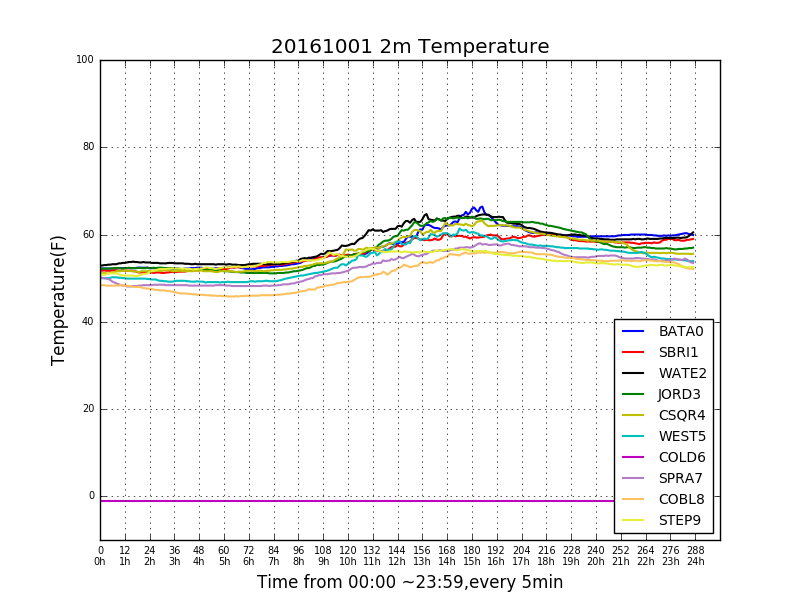 20161001 2m Temperature
100
80
60
40
20
0
Temperature(F)
BATA0
SBRI1
WATE2
JORD3
CSQR4
WEST5
COLD6
SPRA7
COBL8
STEP9
0 12 24 36 48 60 72 84 96 108 120 132 144 156 168 180 192 204 216 228 240 252 264 276 288
0h 1h 2h 3h 4h 5h 6h 7h 8h 9h 10h 11h 12h 13h 14h 15h 16h 17h 18h 19h 20h 21h 22h 23h 24h
Time from 00:00 ~23:59,every 5min